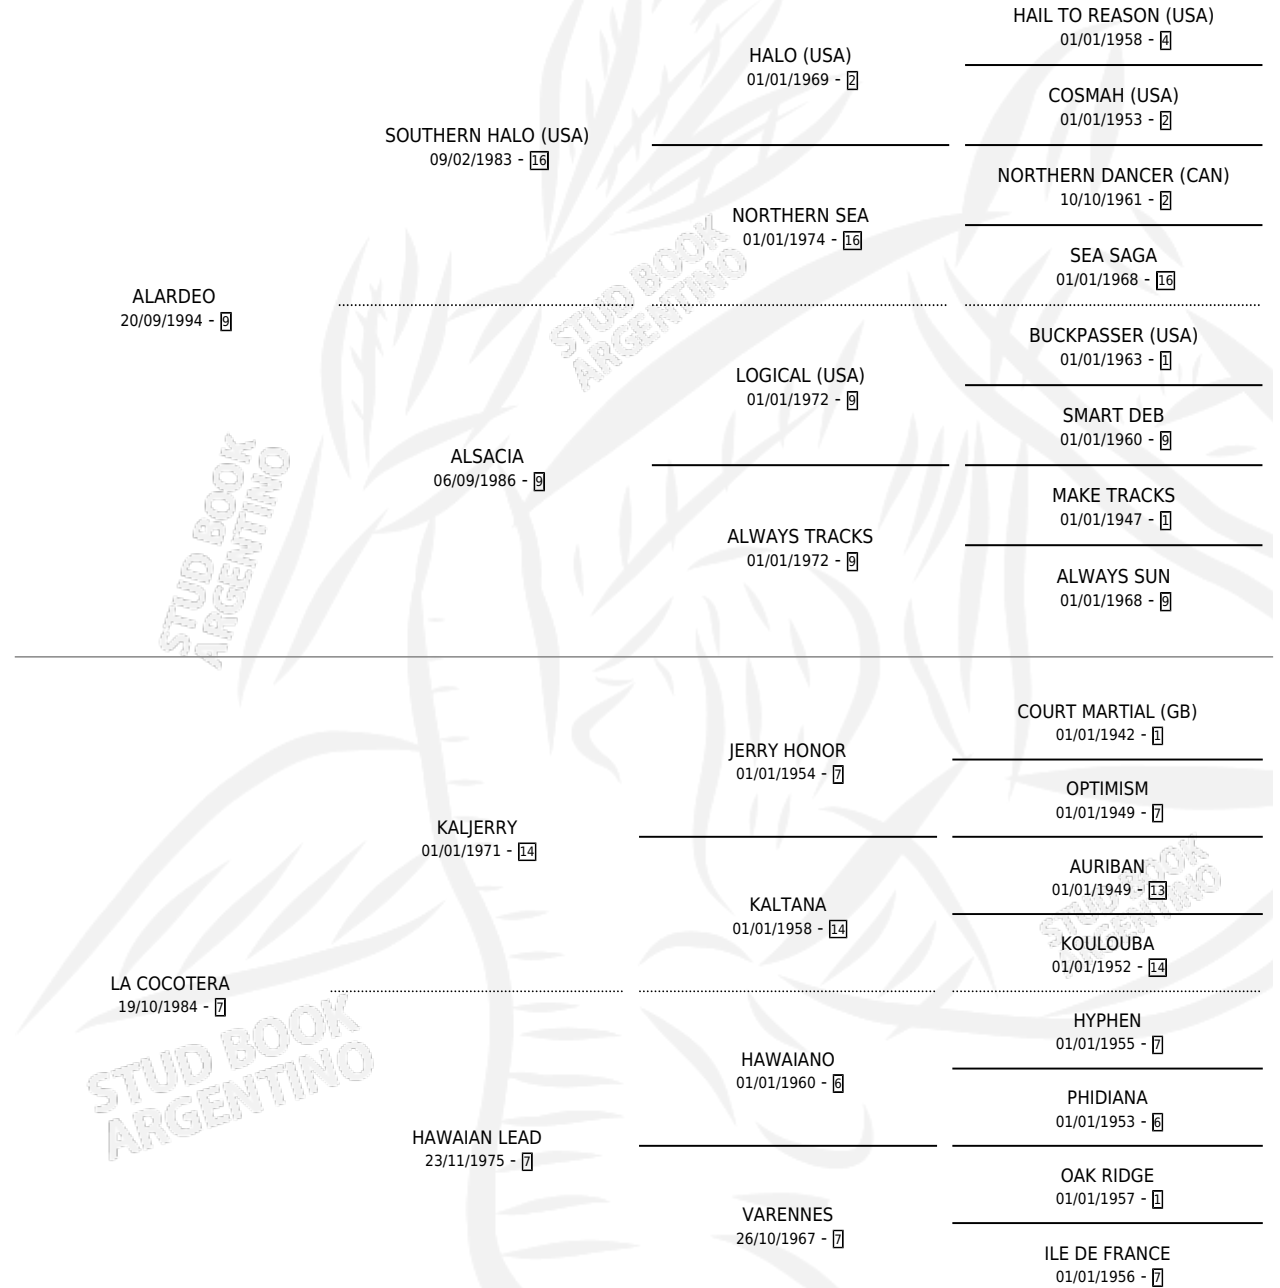 HAIL TO REASON (USA)
01/01/1958 - 4
HALO (USA)
01/01/1969 - 2
COSMAH (USA)
01/01/1953 - 2
SOUTHERN HALO (USA)
09/02/1983 - 16
NORTHERN DANCER (CAN)
10/10/1961 - 2
NORTHERN SEA
01/01/1974 - 16
SEA SAGA
01/01/1968 - 16
ALARDEO
20/09/1994 - 9
BUCKPASSER (USA)
01/01/1963 - 1
LOGICAL (USA)
01/01/1972 - 9
SMART DEB
01/01/1960 - 9
ALSACIA
06/09/1986 - 9
MAKE TRACKS
01/01/1947 - 1
ALWAYS TRACKS
01/01/1972 - 9
ALWAYS SUN
01/01/1968 - 9
COURT MARTIAL (GB)
01/01/1942 - 1
JERRY HONOR
01/01/1954 - 7
OPTIMISM
01/01/1949 - 7
KALJERRY
01/01/1971 - 14
AURIBAN
01/01/1949 - 13
KALTANA
01/01/1958 - 14
KOULOUBA
01/01/1952 - 14
LA COCOTERA
19/10/1984 - 7
HYPHEN
01/01/1955 - 7
HAWAIANO
01/01/1960 - 6
PHIDIANA
01/01/1953 - 6
HAWAIAN LEAD
23/11/1975 - 7
OAK RIDGE
01/01/1957 - 1
VARENNES
26/10/1967 - 7
ILE DE FRANCE
01/01/1956 - 7
STUD BOOK
ARGENTINO
STUD BOOK
ARGENTINO
STUD BOOK
ARGENTINO
STUD BOOK
ARGENTINO